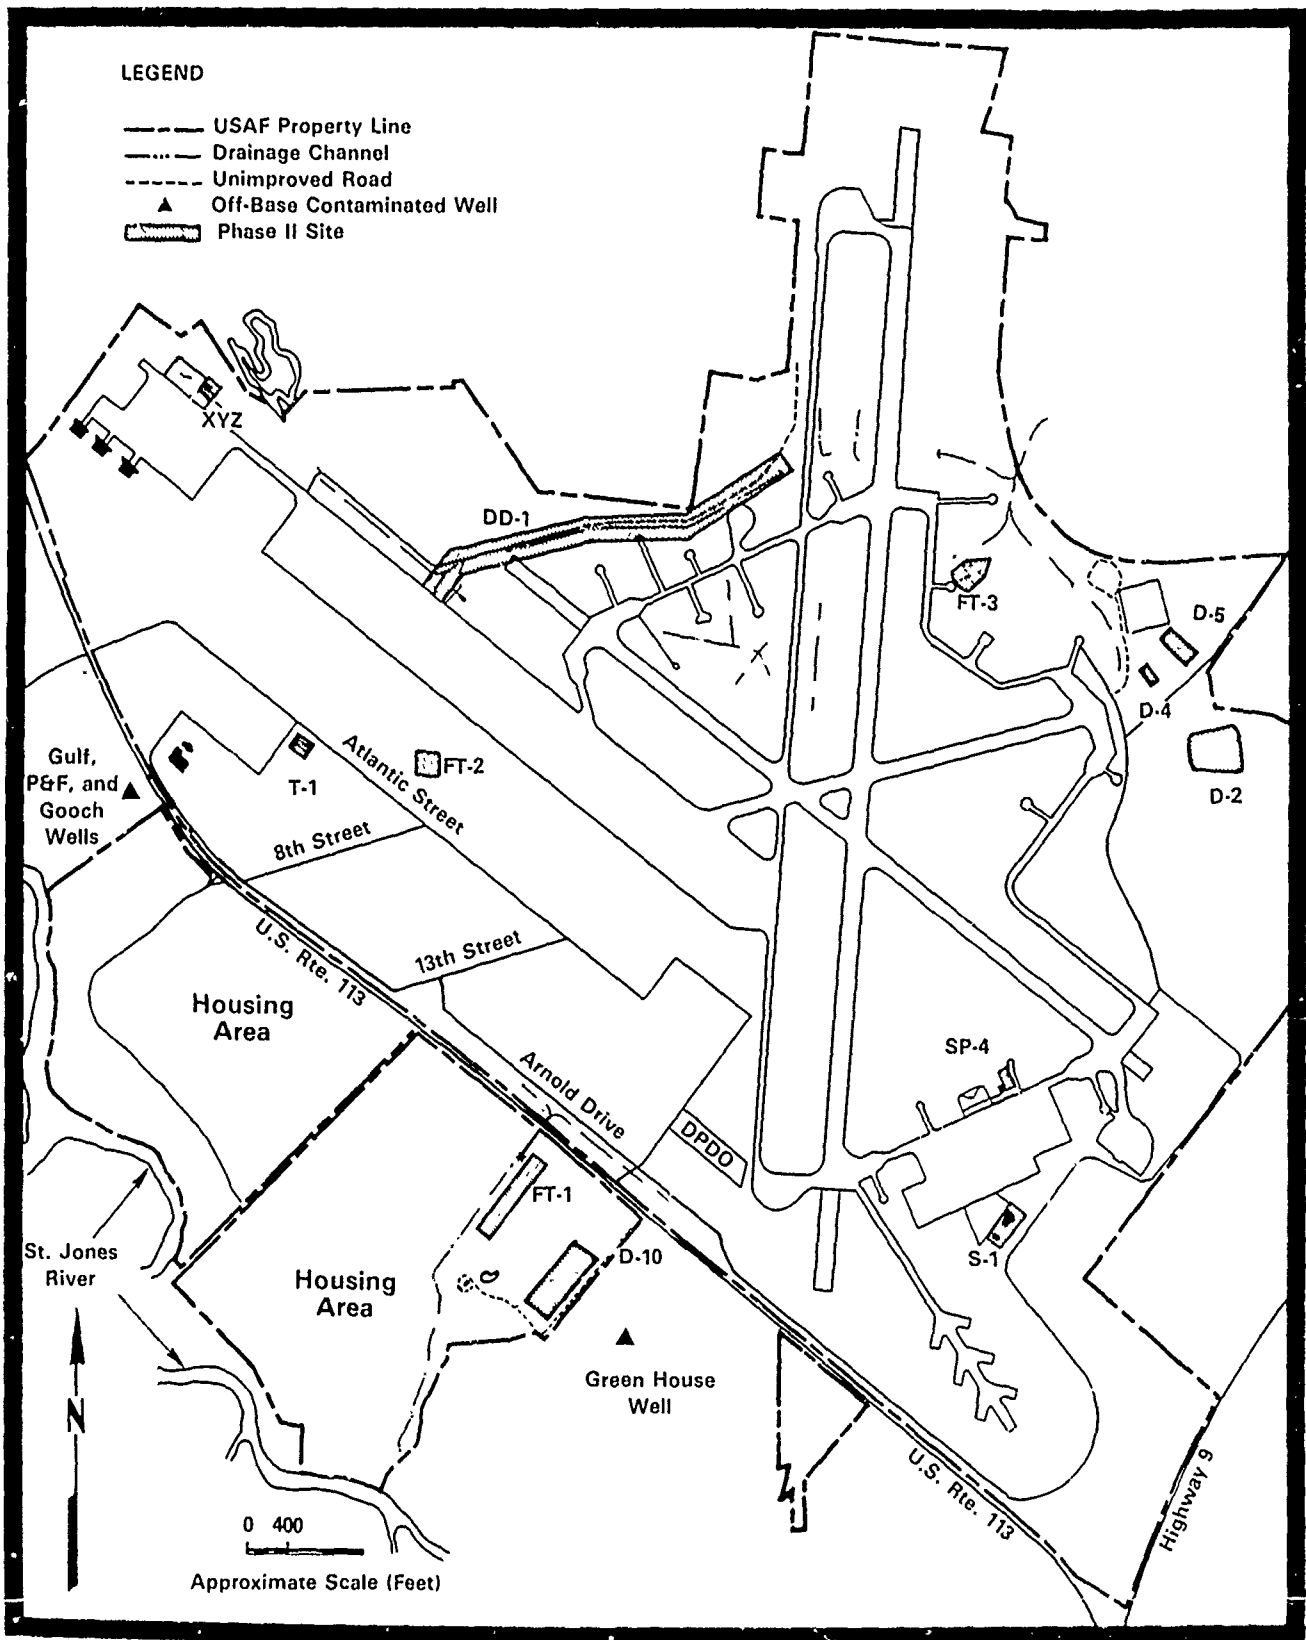 LEGEND
USAF Property Line
Drainage Channel
Unimproved Road
Off-Base Contaminated Well
Phase II Site
XYZ
DD-1
FT-3
D-5
D-4
D-2
Gulf,
P&F, and
Gooch
Wells
T-1
Atlantic Street
FT-2
8th Street
U.S. Rte. 113
13th Street
Housing
Area
SP-4
Arnold Drive
DPDO
FT-1
S-1
St. Jones
River
D-10
Housing
Area
Green House
Well
N
U.S. Rte. 113
Highway 9
0 400
Approximate Scale (Feet)